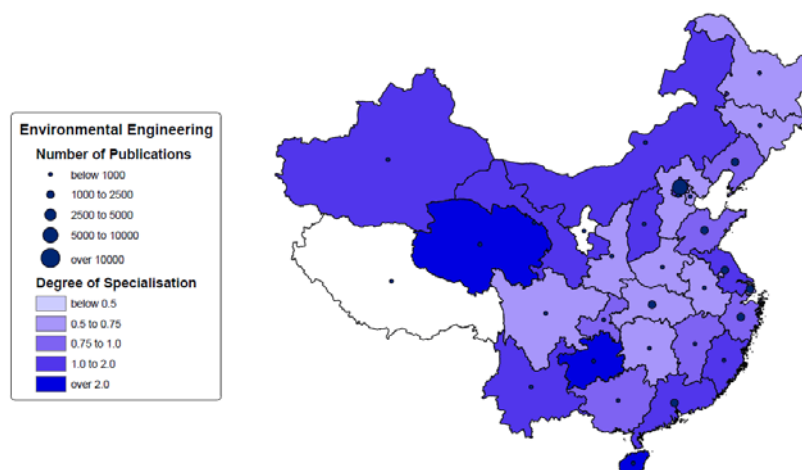 Environmental Engineering
Number of Publications
below 1000
1000 to 2500
2500 to 5000
5000 to 10000
over 10000
Degree of Specialisation
below 0.5
0.5 to 0.75
0.75 to 1.0
1.0 to 2.0
over 2.0